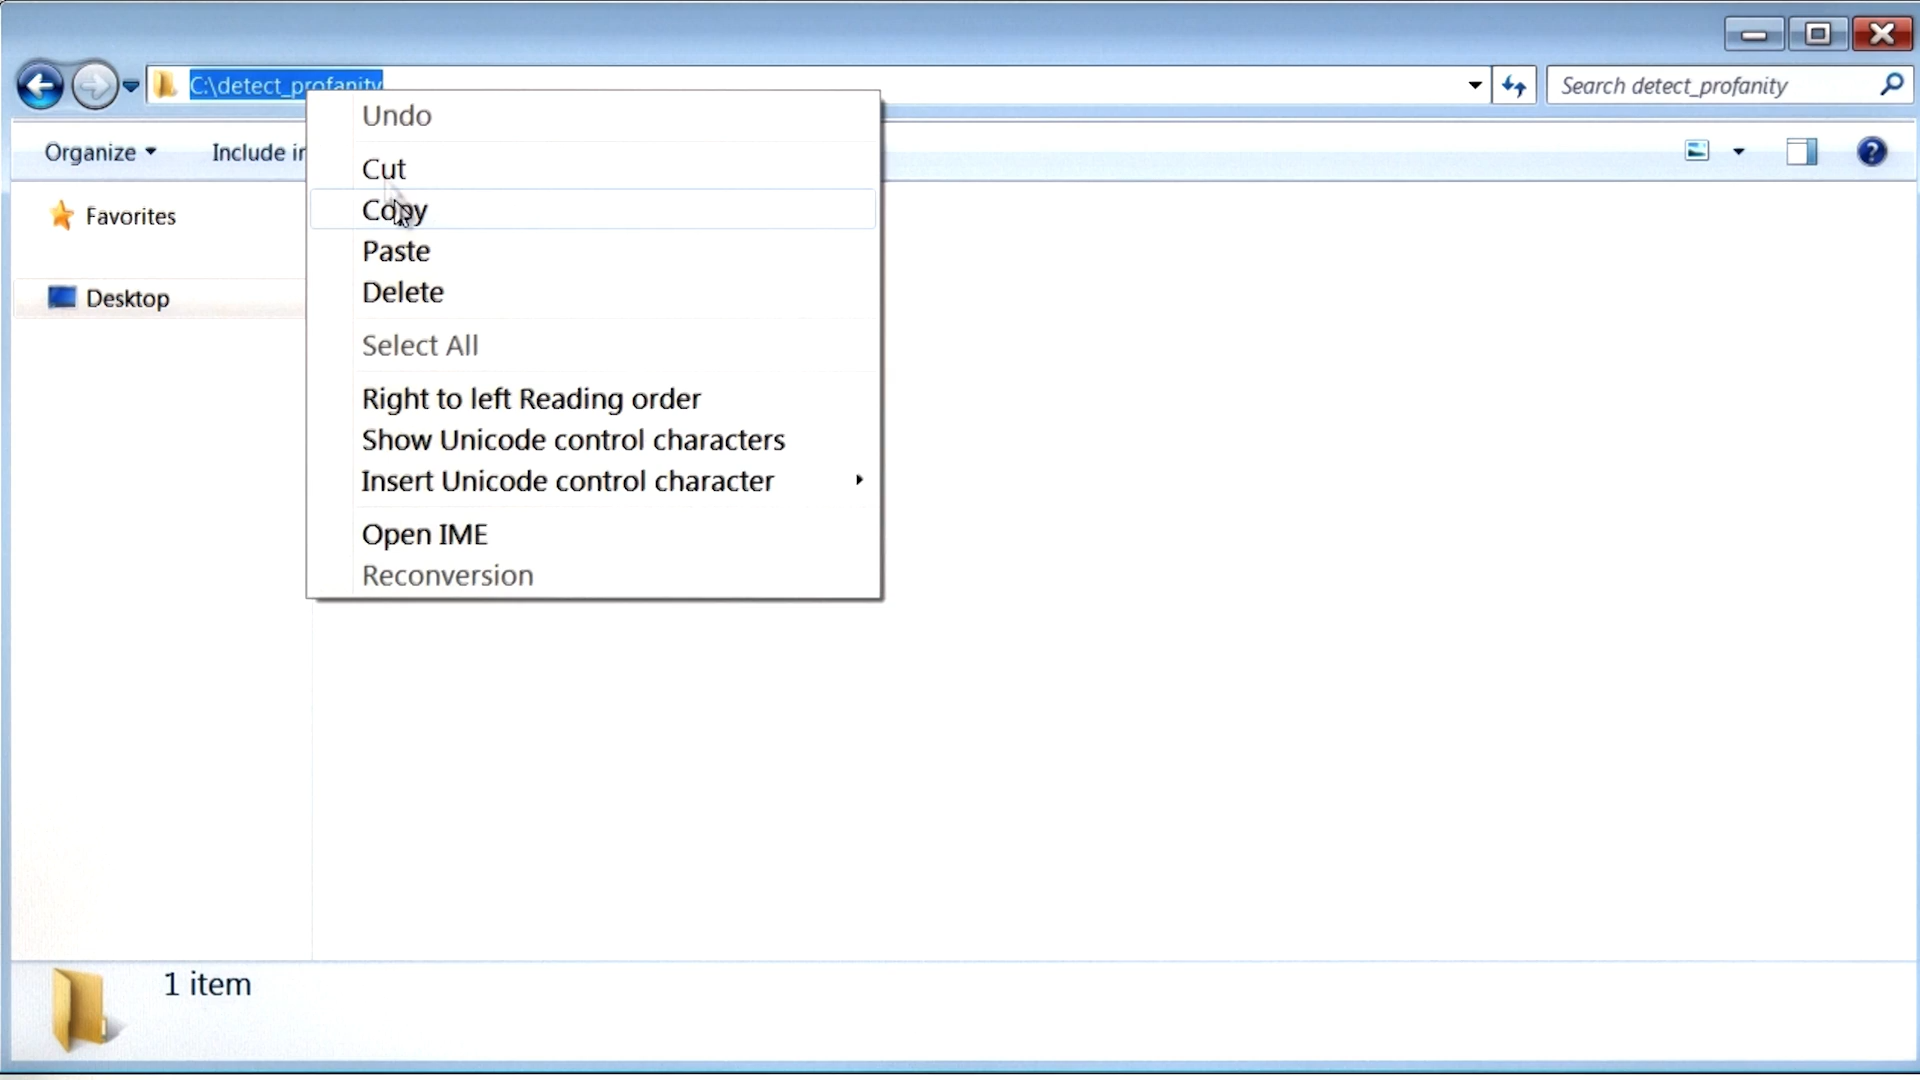 C:\detect_profanity
Search detect_profanity
Organize
Include in
Favorites
Desktop
Undo
Cut
Copy
Paste
Delete
Select All
Right to left Reading order
Show Unicode control characters
Insert Unicode control character
Open IME
Reconversion
1 item